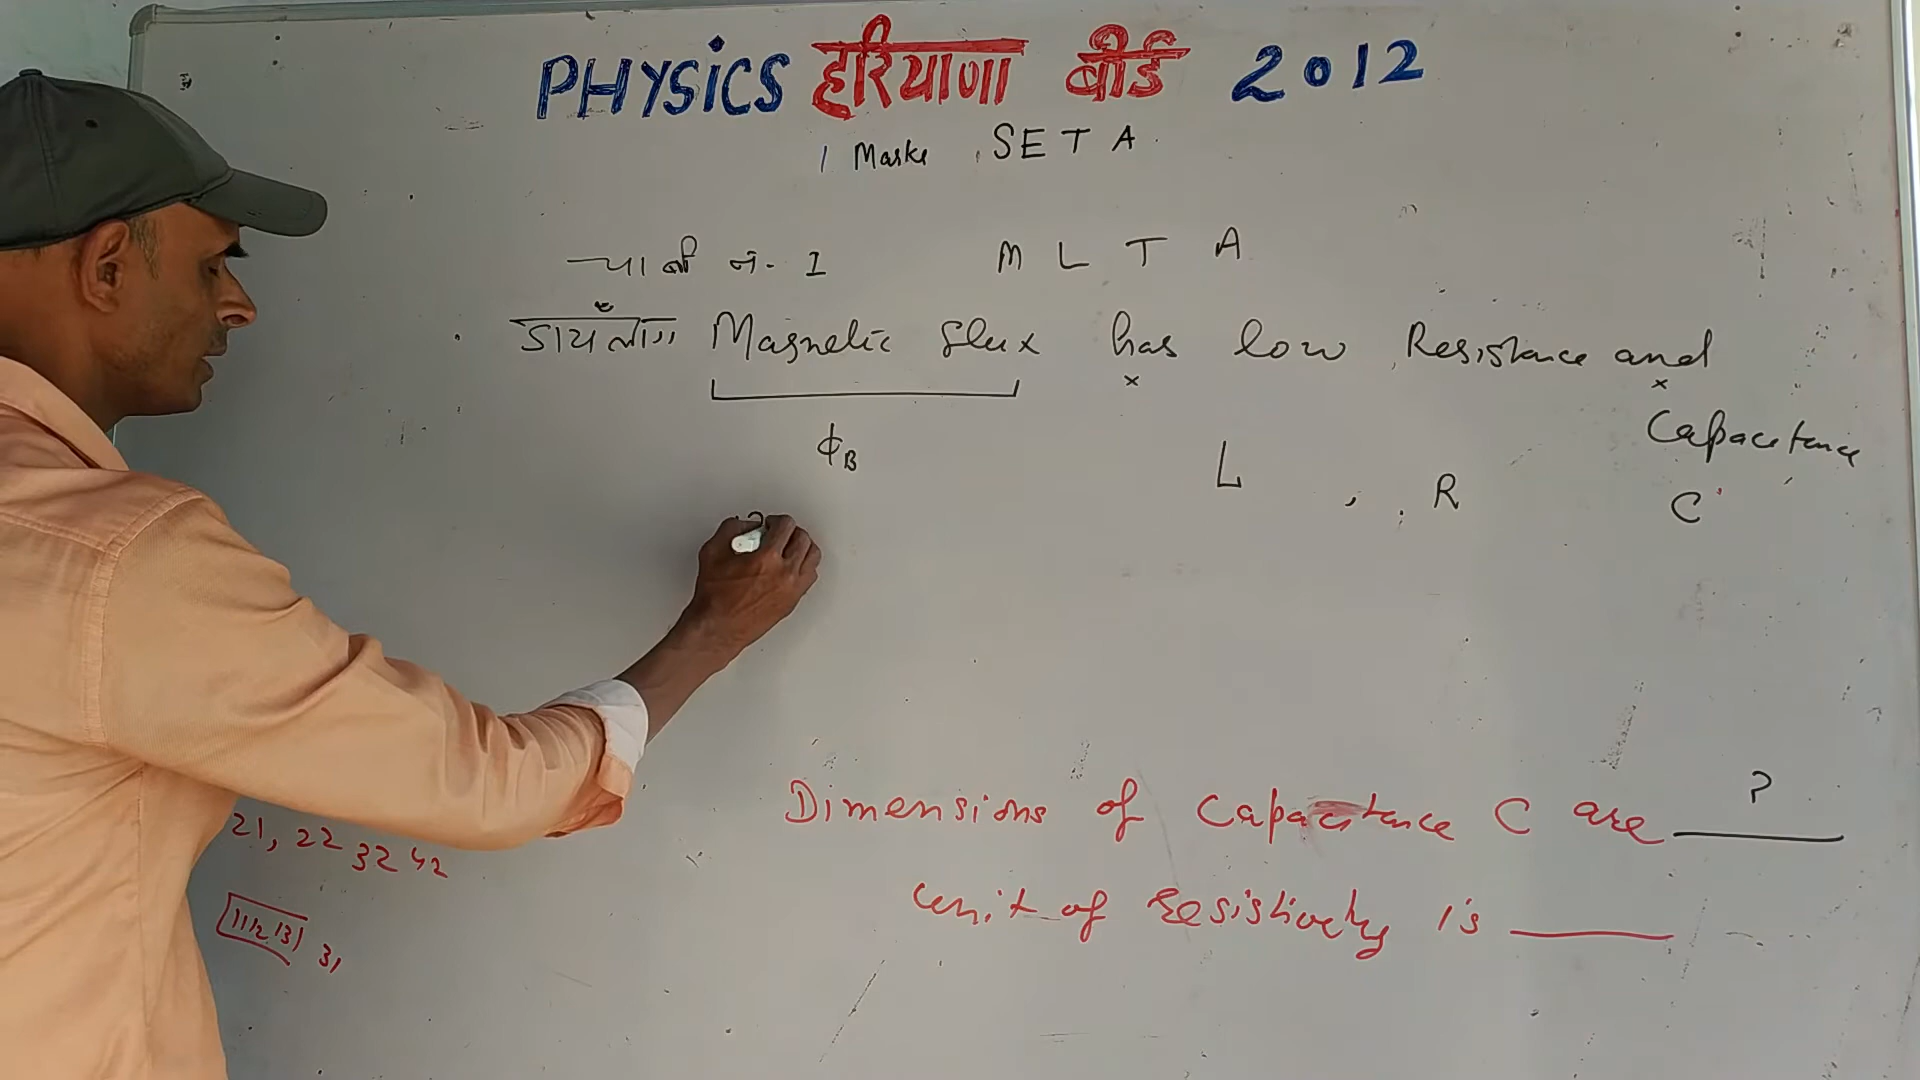 PHYSICS हरियाणा बोर्ड 2012
1 Marks SET A
चाबी नं. I M L T A
डायलॉग Magnetic flux has low Resistance and
x x
Capacitance
ΦB L , R C
Dimensions of Capacitance C are ?
unit of resistivity is
21, 22 32 42
31